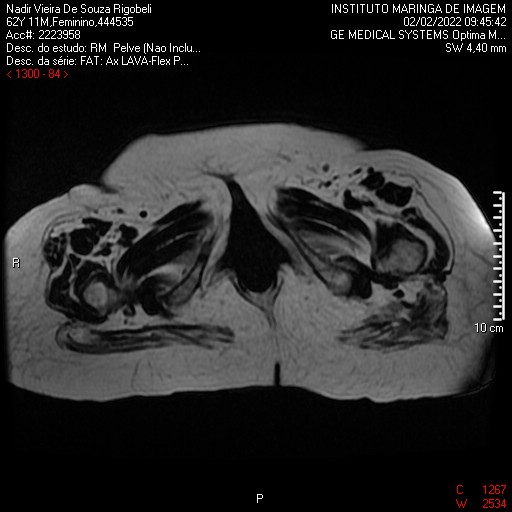 Nadir Vieira De Souza Rigobeli
62Y 11M,Feminino,444535
Acc#: 2223958
Desc. do estudo: RM Pelve (Nao Inclu...
Desc. da série: FAT: Ax LAVA-Flex P...
< 1300 - 84 >
INSTITUTO MARINGA DE IMAGEM
02/02/2022 09:45:42
GE MEDICAL SYSTEMS Optima M...
SW 4,40 mm
R
10 cm
P
C 1267
W 2534